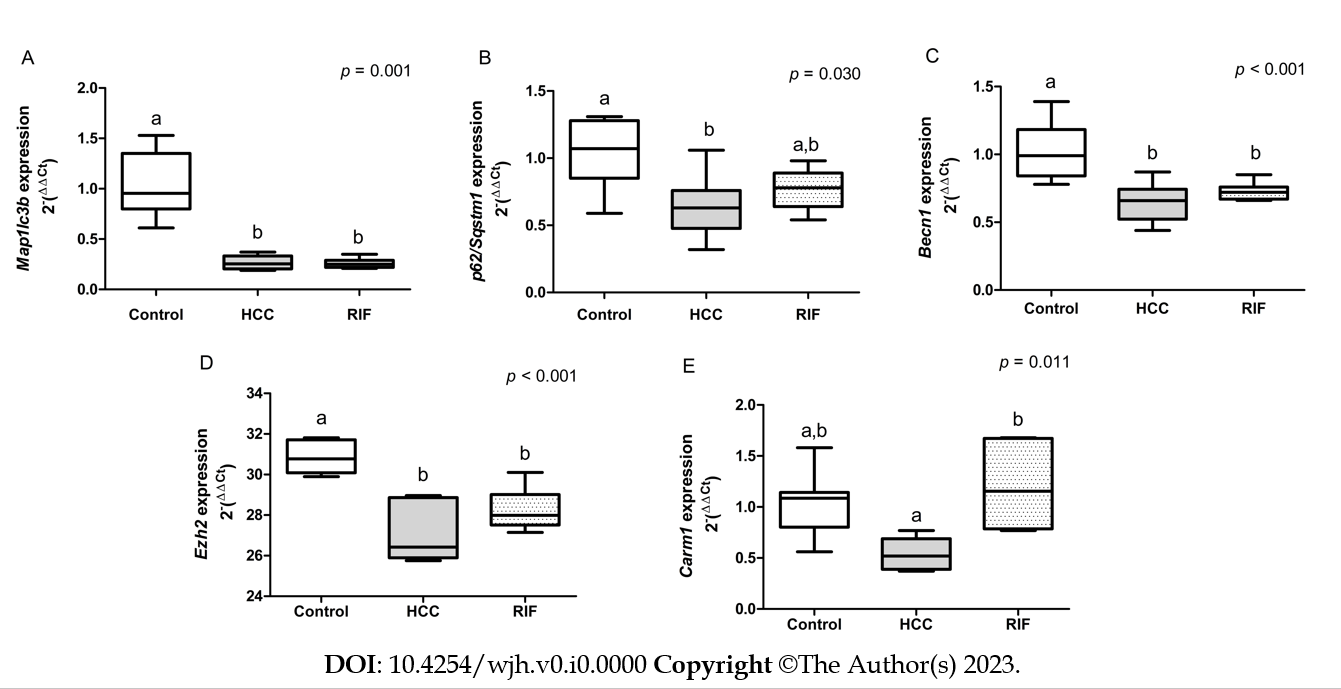 A
p = 0.001
Map1lc3b expression
2-(ΔΔCt)
2.0
1.5
1.0
0.5
0.0
a
b
b
Control HCC RIF
B
p = 0.030
p62/Sqstm1 expression
2-(ΔΔCt)
1.5
1.0
0.5
0.0
a
b
a,b
Control HCC RIF
C
p < 0.001
Becn1 expression
2-(ΔΔCt)
1.5
1.0
0.5
0.0
a
b
b
Control HCC RIF
D
p < 0.001
Ezh2 expression
2-(ΔΔCt)
34
32
30
28
26
24
a
b
b
Control HCC RIF
E
p = 0.011
Carm1 expression
2-(ΔΔCt)
2.0
1.5
1.0
0.5
0.0
a,b
a
b
Control HCC RIF
DOI: 10.4254/wjh.v0.i0.0000 Copyright ©The Author(s) 2023.